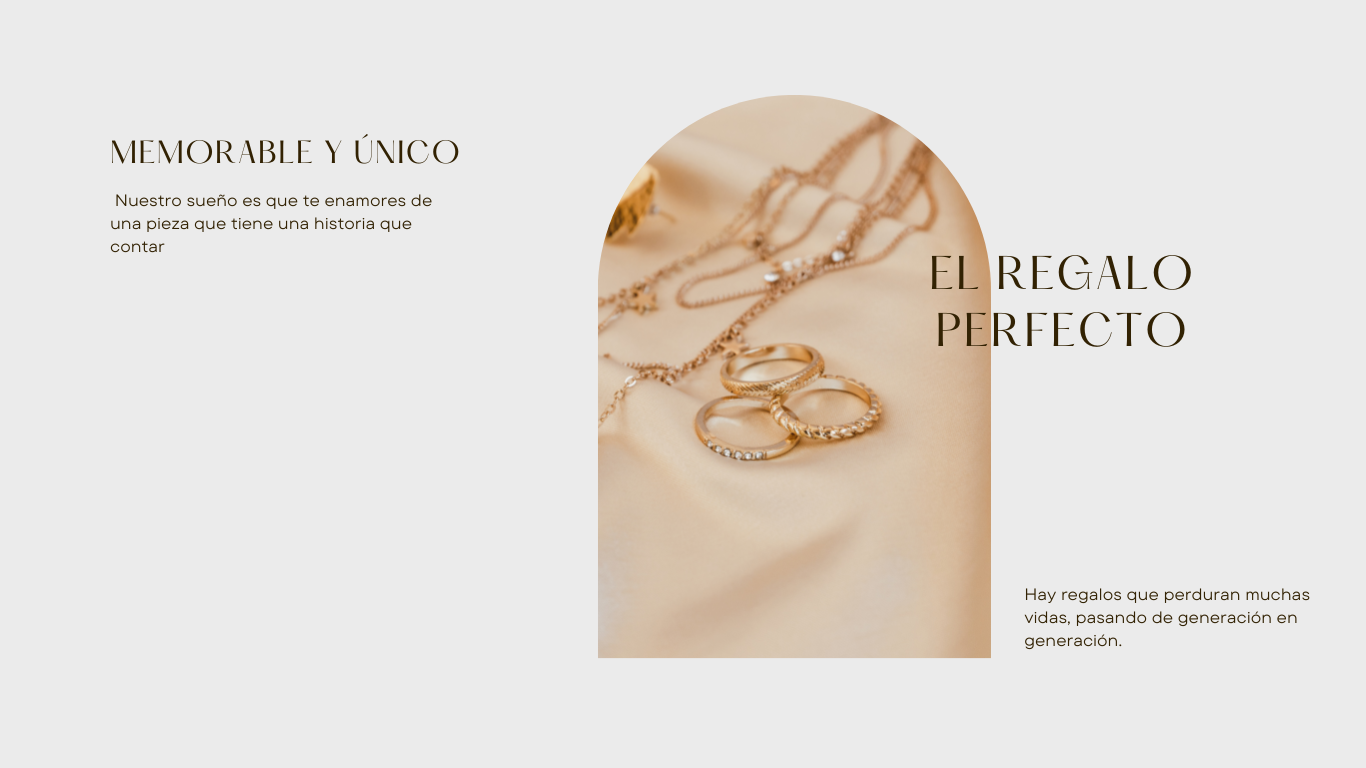 MEMORABLE Y ÚNICO
Nuestro sueño es que te enamores de
una pieza que tiene una historia que
contar
EL REGALO
PERFECTO
Hay regalos que perduran muchas
vidas, pasando de generación en
generación.